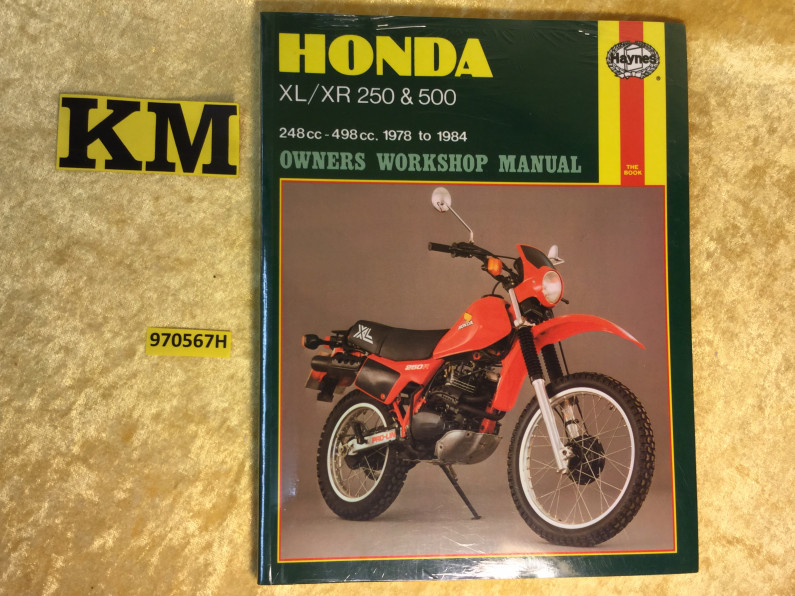 KM
970567H
HONDA
XL/XR 250 & 500
248cc - 498cc. 1978 to 1984
OWNERS WORKSHOP MANUAL
Haynes
®
THE
BOOK
XL
HONDA
250R
PRO-LINK